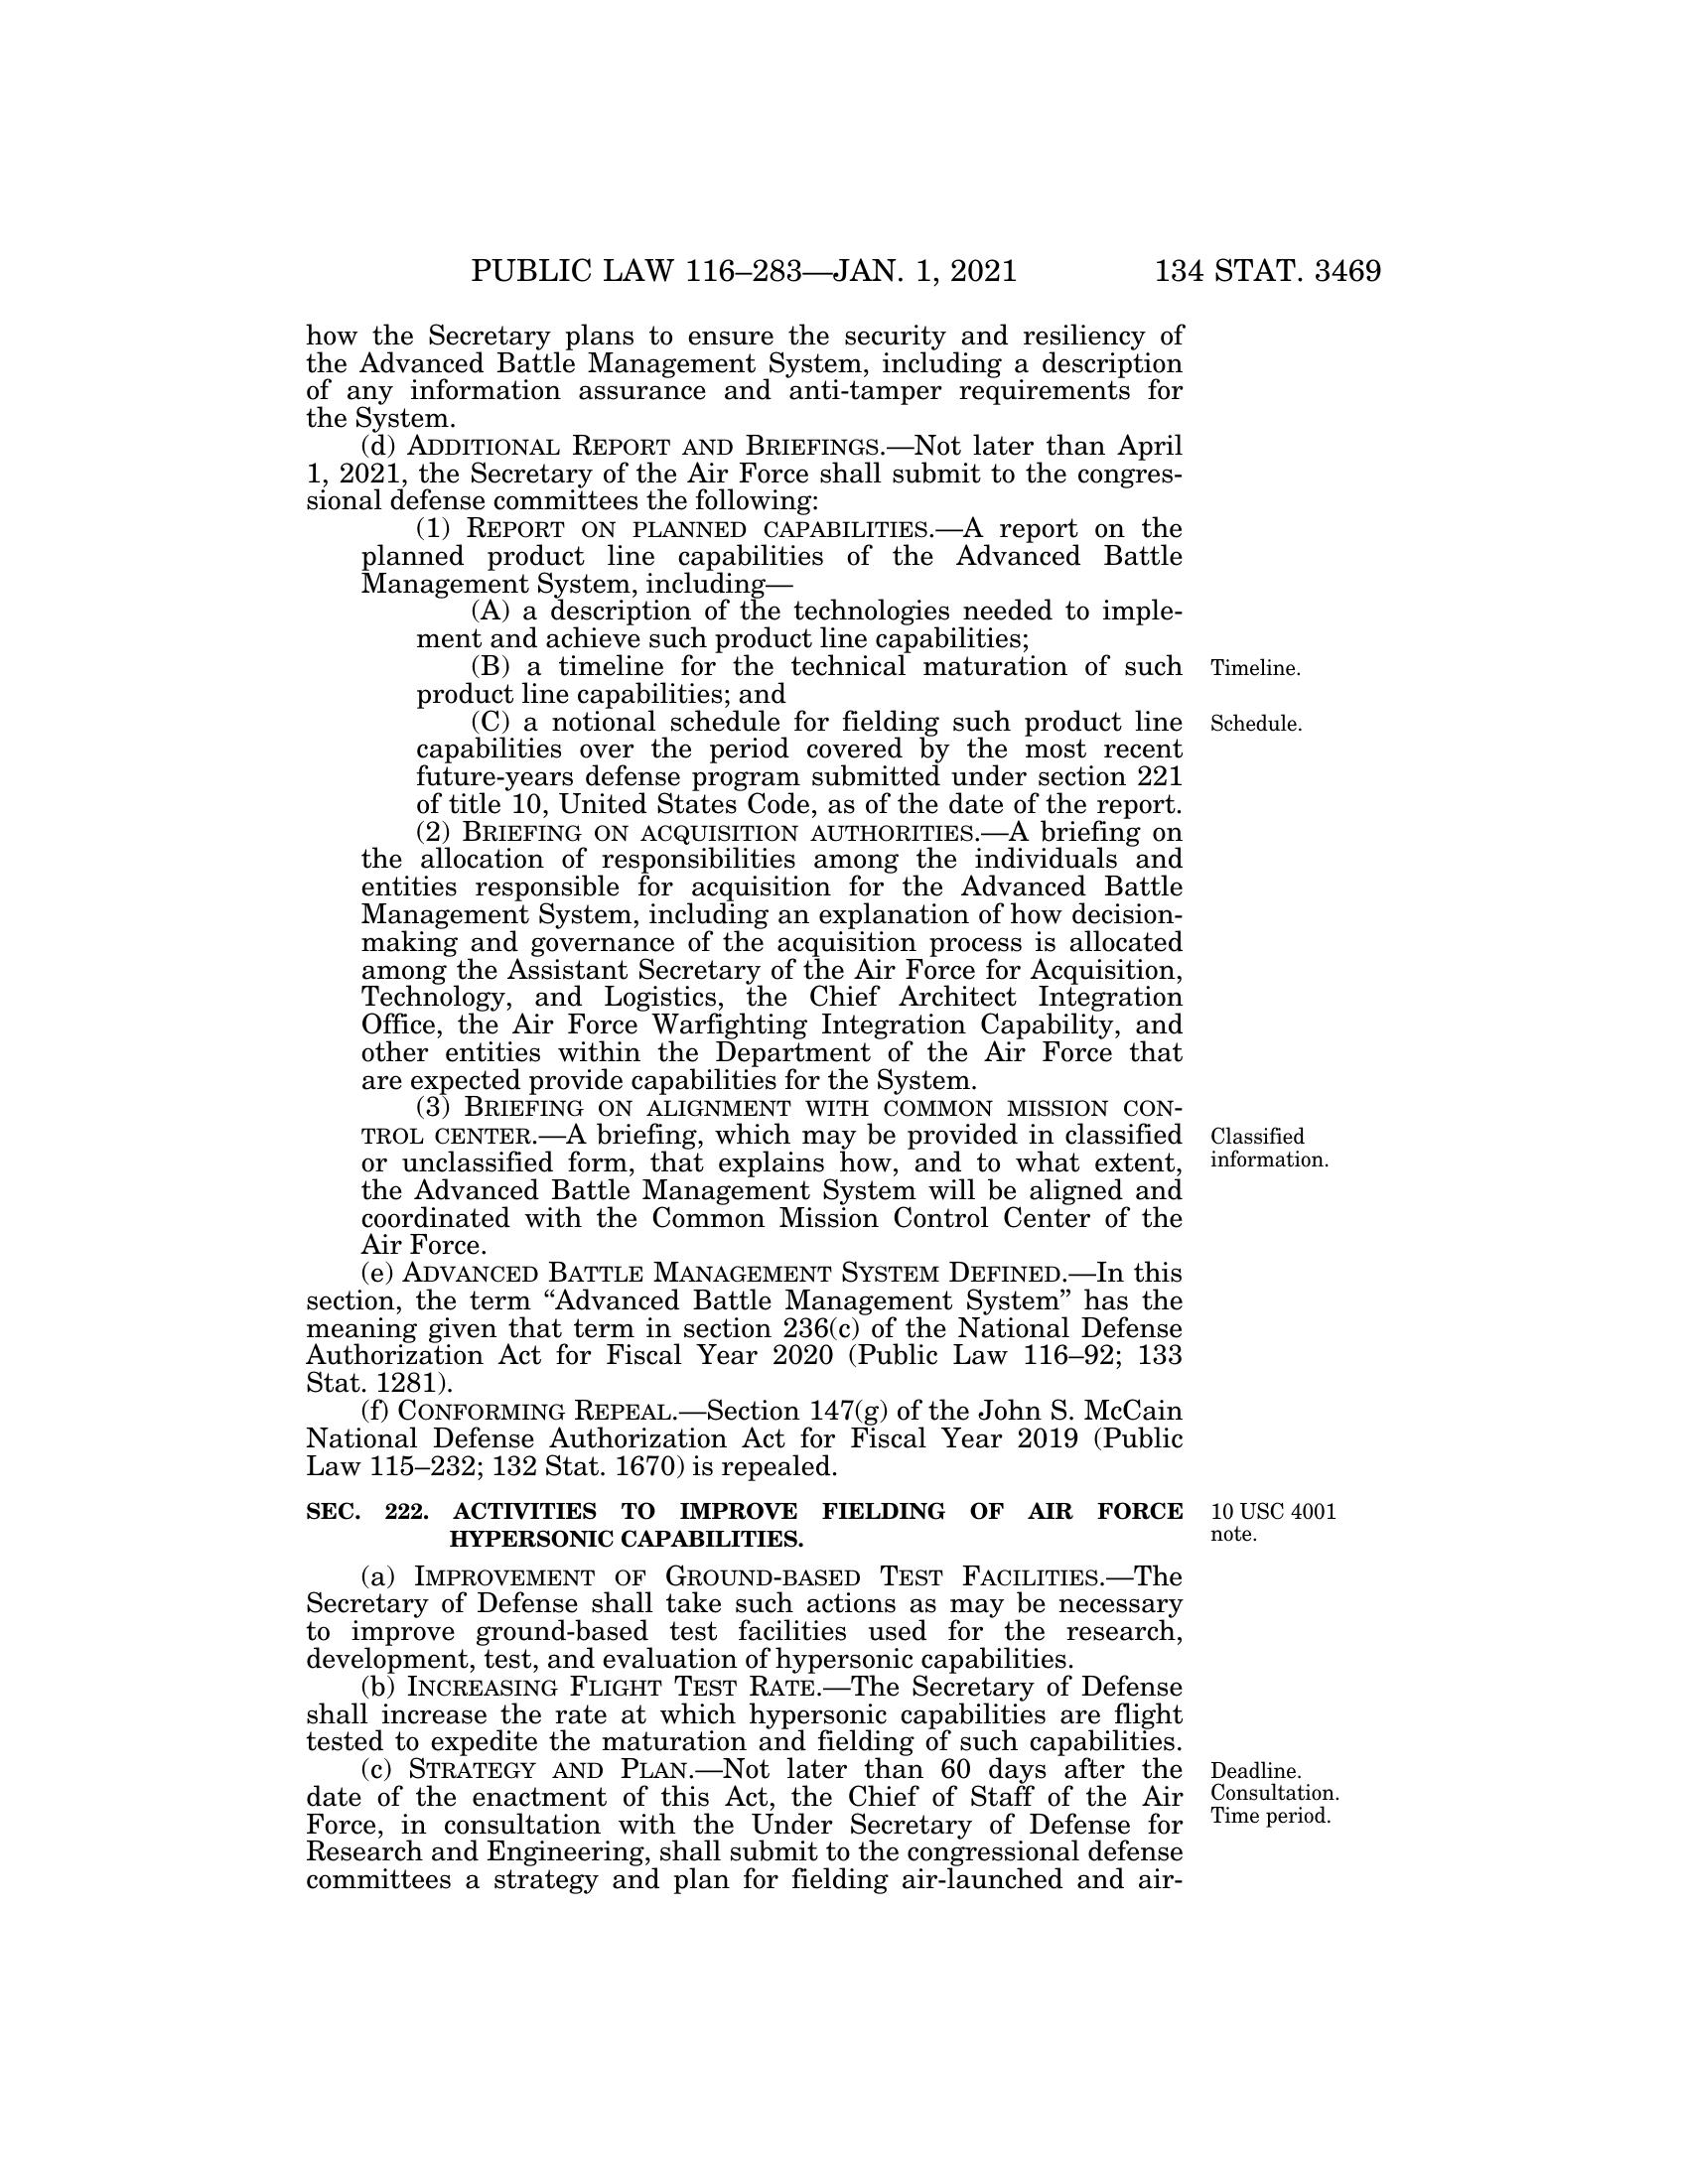 PUBLIC LAW 116–283—JAN. 1, 2021 134 STAT. 3469
how the Secretary plans to ensure the security and resiliency of
the Advanced Battle Management System, including a description
of any information assurance and anti-tamper requirements for
the System.
(d) ADDITIONAL REPORT AND BRIEFINGS.—Not later than April
1, 2021, the Secretary of the Air Force shall submit to the congres-
sional defense committees the following:
(1) REPORT ON PLANNED CAPABILITIES.—A report on the
planned product line capabilities of the Advanced Battle
Management System, including—
(A) a description of the technologies needed to imple-
ment and achieve such product line capabilities;
(B) a timeline for the technical maturation of such
product line capabilities; and
Timeline.
(C) a notional schedule for fielding such product line
capabilities over the period covered by the most recent
future-years defense program submitted under section 221
of title 10, United States Code, as of the date of the report.
Schedule.
(2) BRIEFING ON ACQUISITION AUTHORITIES.—A briefing on
the allocation of responsibilities among the individuals and
entities responsible for acquisition for the Advanced Battle
Management System, including an explanation of how decision-
making and governance of the acquisition process is allocated
among the Assistant Secretary of the Air Force for Acquisition,
Technology, and Logistics, the Chief Architect Integration
Office, the Air Force Warfighting Integration Capability, and
other entities within the Department of the Air Force that
are expected provide capabilities for the System.
(3) BRIEFING ON ALIGNMENT WITH COMMON MISSION CON-
TROL CENTER.—A briefing, which may be provided in classified
or unclassified form, that explains how, and to what extent,
the Advanced Battle Management System will be aligned and
coordinated with the Common Mission Control Center of the
Air Force.
Classified
information.
(e) ADVANCED BATTLE MANAGEMENT SYSTEM DEFINED.—In this
section, the term “Advanced Battle Management System” has the
meaning given that term in section 236(c) of the National Defense
Authorization Act for Fiscal Year 2020 (Public Law 116–92; 133
Stat. 1281).
(f) CONFORMING REPEAL.—Section 147(g) of the John S. McCain
National Defense Authorization Act for Fiscal Year 2019 (Public
Law 115–232; 132 Stat. 1670) is repealed.
SEC. 222. ACTIVITIES TO IMPROVE FIELDING OF AIR FORCE
HYPERSONIC CAPABILITIES.
10 USC 4001
note.
(a) IMPROVEMENT OF GROUND-BASED TEST FACILITIES.—The
Secretary of Defense shall take such actions as may be necessary
to improve ground-based test facilities used for the research,
development, test, and evaluation of hypersonic capabilities.
(b) INCREASING FLIGHT TEST RATE.—The Secretary of Defense
shall increase the rate at which hypersonic capabilities are flight
tested to expedite the maturation and fielding of such capabilities.
(c) STRATEGY AND PLAN.—Not later than 60 days after the
date of the enactment of this Act, the Chief of Staff of the Air
Force, in consultation with the Under Secretary of Defense for
Research and Engineering, shall submit to the congressional defense
committees a strategy and plan for fielding air-launched and air-
Deadline.
Consultation.
Time period.